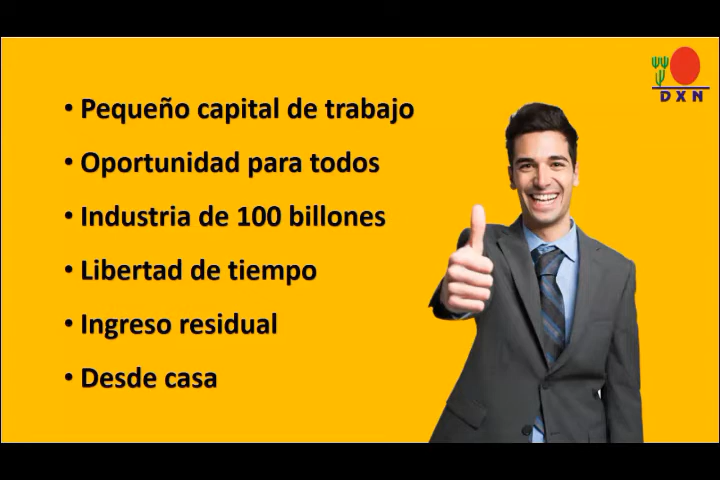 DXN
• Pequeño capital de trabajo
• Oportunidad para todos
• Industria de 100 billones
• Libertad de tiempo
• Ingreso residual
• Desde casa